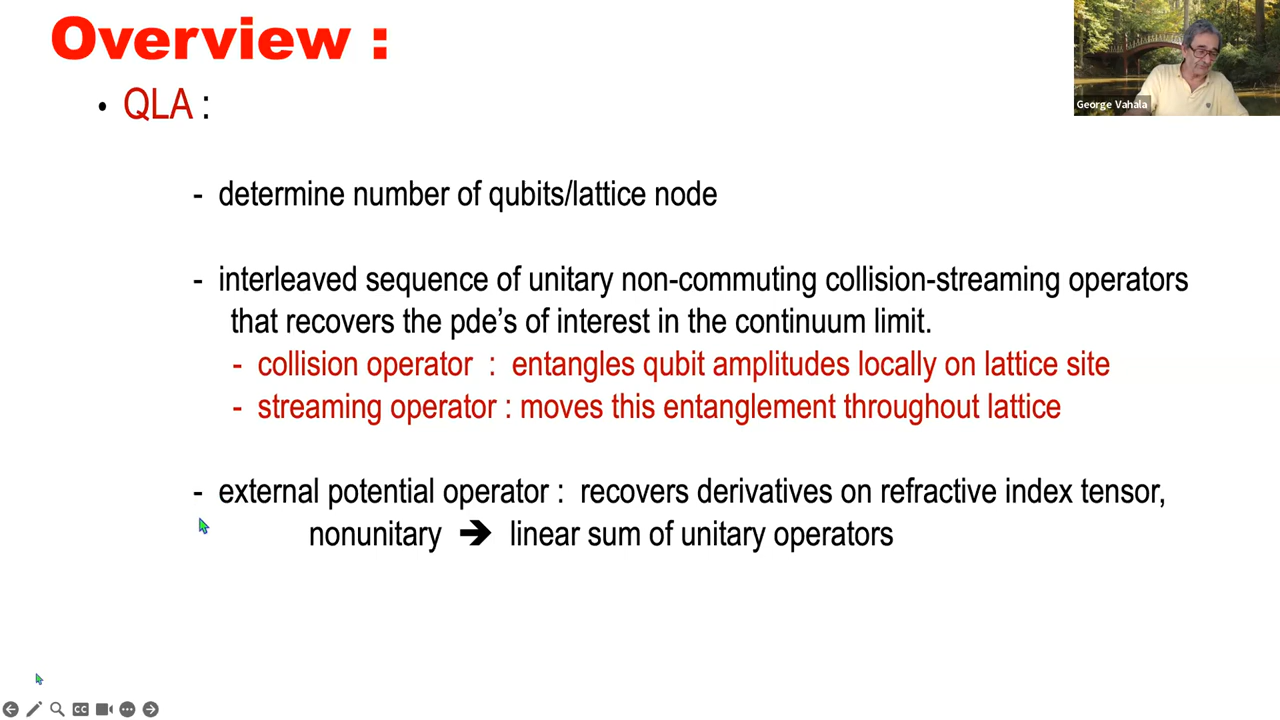 Overview :
• QLA :
George Vahala
- determine number of qubits/lattice node
- interleaved sequence of unitary non-commuting collision-streaming operators
that recovers the pde's of interest in the continuum limit.
- collision operator : entangles qubit amplitudes locally on lattice site
- streaming operator : moves this entanglement throughout lattice
- external potential operator : recovers derivatives on refractive index tensor,
nonunitary ➔ linear sum of unitary operators
CC